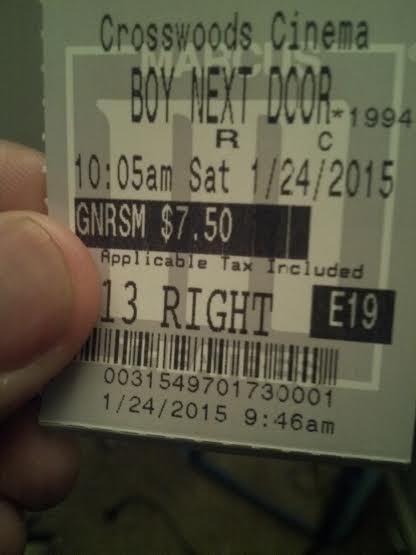 Crosswoods Cinema
MARCUS
BOY NEXT DOOR*1994
R C
10:05am Sat 1/24/2015
GNRSM $7.50
Applicable Tax Included
13 RIGHT E19
0031549701730001
1/24/2015 9:46am